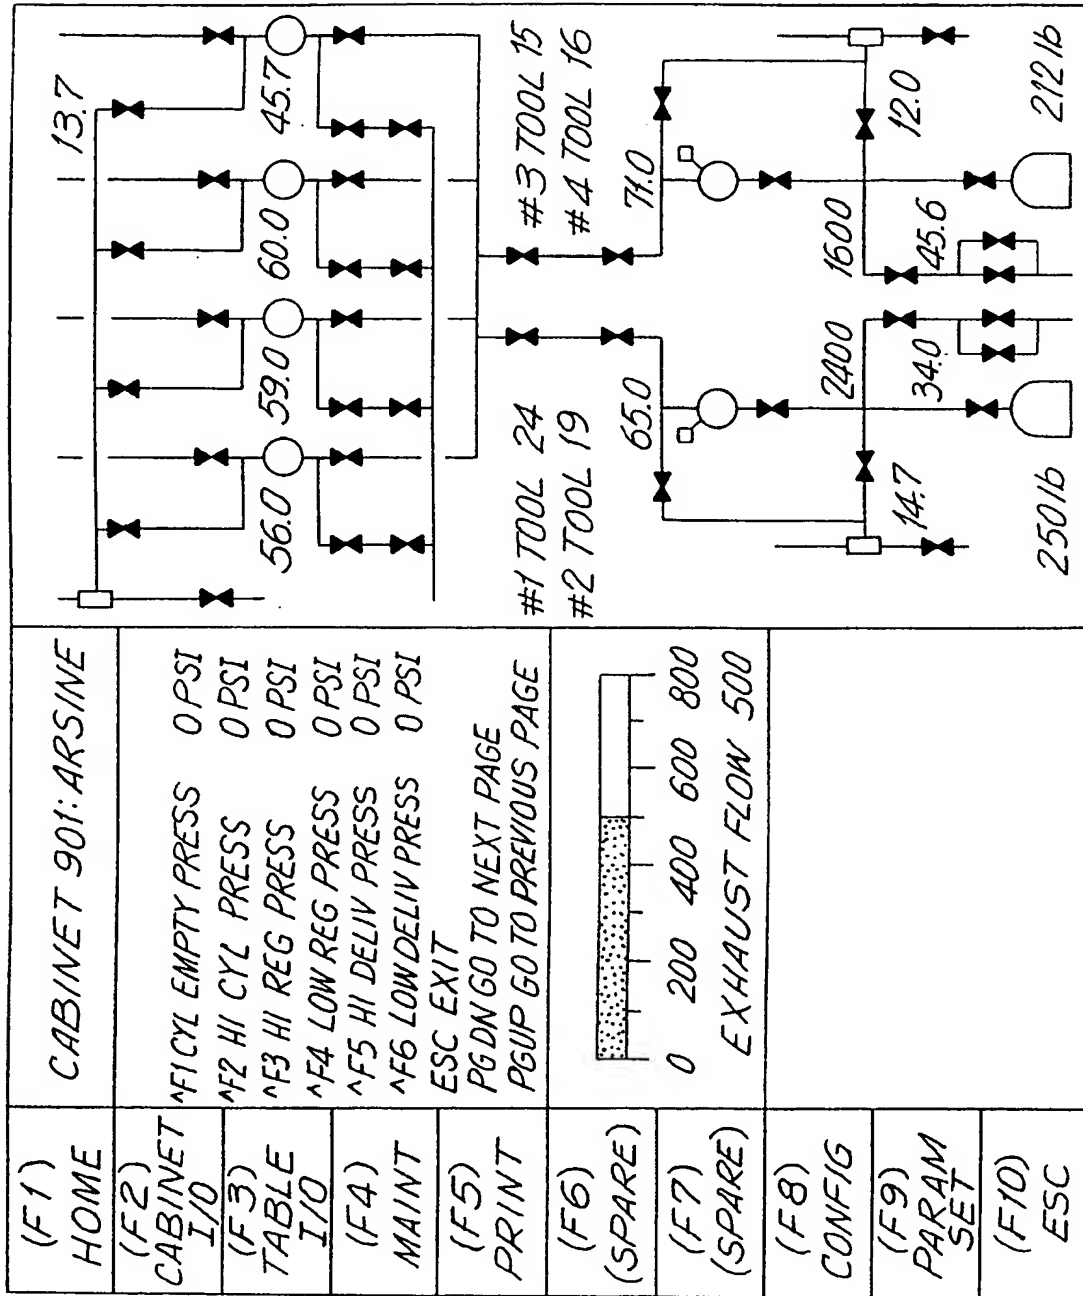 (F1)
HOME
(F2)
CABINET
I/O
(F3)
TABLE
I/O
(F4)
MAINT
(F5)
PRINT
(F6)
(SPARE)
(F7)
(SPARE)
(F8)
CONFIG
(F9)
PARAM
SET
(F10)
ESC
CABINET 901: ARSINE
^F1 CYL EMPTY PRESS 0 PSI
^F2 HI CYL PRESS 0 PSI
^F3 HI REG PRESS 0 PSI
^F4 LOW REG PRESS 0 PSI
^F5 HI DELIV PRESS 0 PSI
^F6 LOW DELIV PRESS 0 PSI
ESC EXIT
PG DN GO TO NEXT PAGE
PGUP GO TO PREVIOUS PAGE
0 200 400 600 800
EXHAUST FLOW 500
13.7
56.0 59.0 60.0 45.7
#1 TOOL 24 #3 TOOL 15
#2 TOOL 19 #4 TOOL 16
65.0 71.0
2400 1600
14.7 34.0 45.6 12.0
250 lb 212 lb